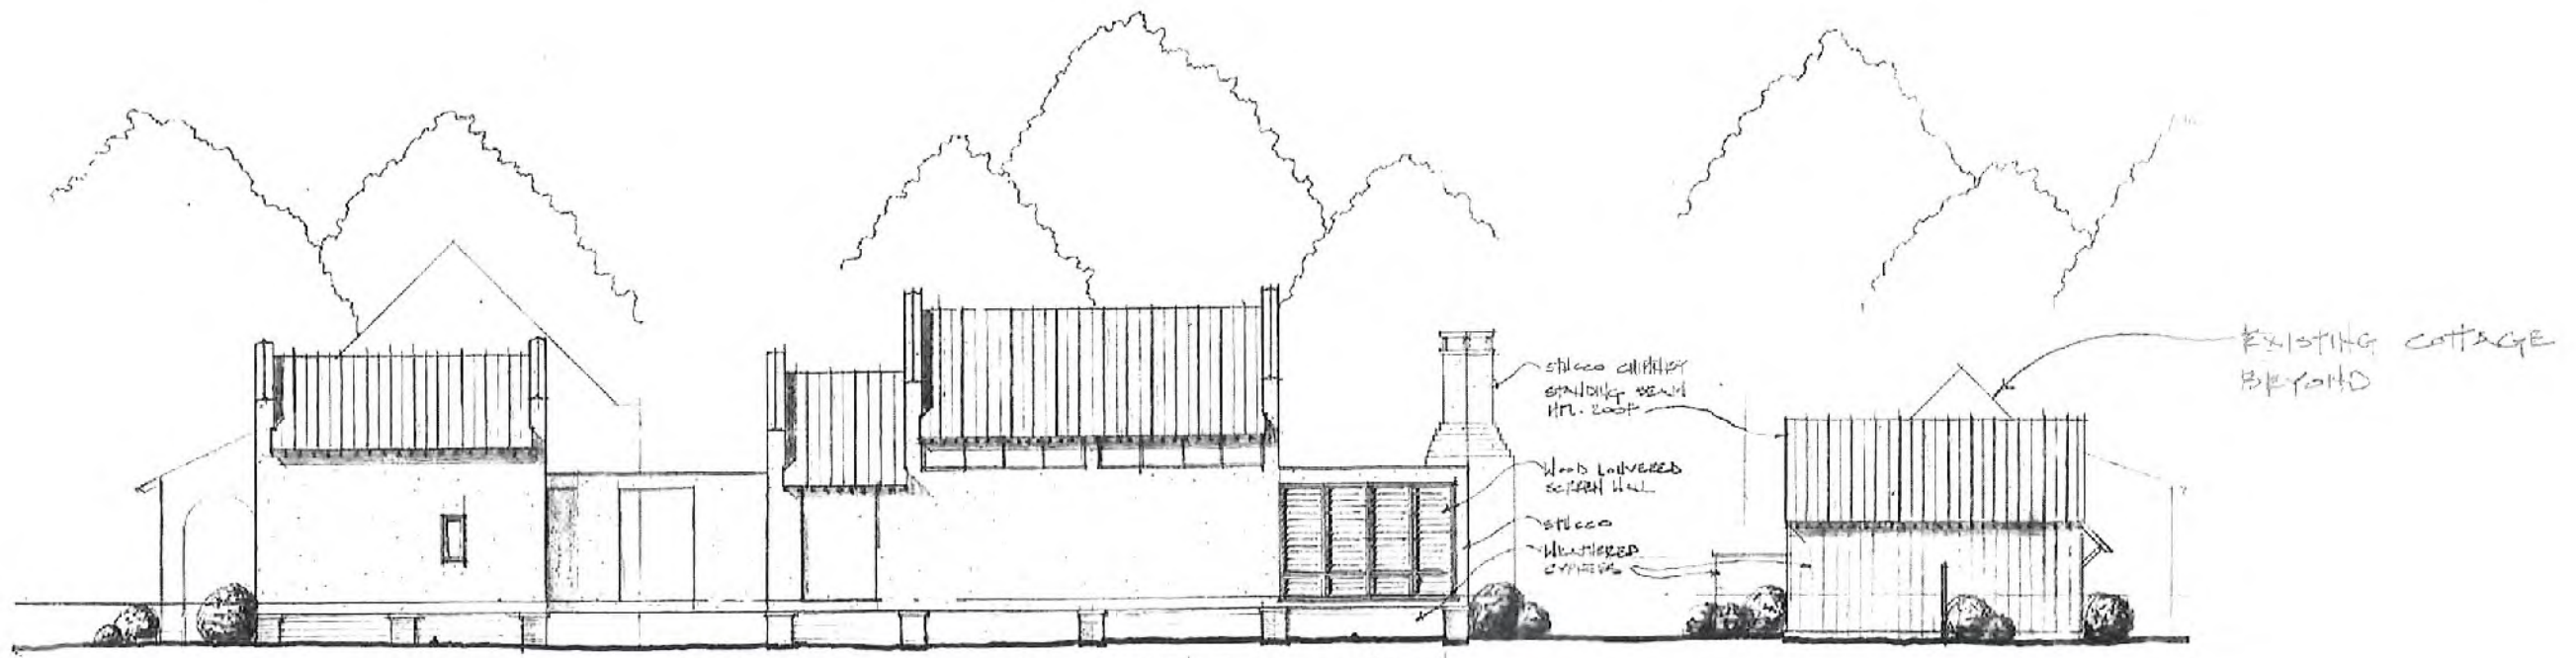 STUCCO CHIMNEY
STANDING SEAM
MTL. ROOF
WOOD LOUVERED
SCREEN WALL
STUCCO
WEATHERED
CYPRESS
EXISTING COTTAGE
BEYOND